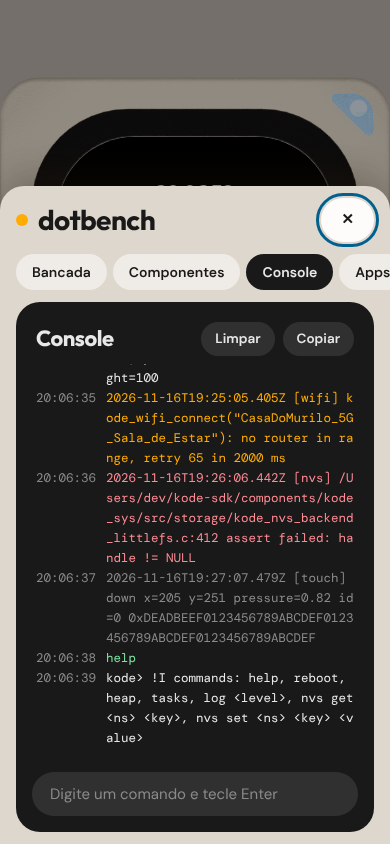 dotbench
×
Bancada Componentes Console Apps
Console Limpar Copiar
ght=100
20:06:35 2026-11-16T19:25:05.405Z [wifi] k
ode_wifi_connect("CasaDoMurilo_5G
_Sala_de_Estar"): no router in ra
nge, retry 65 in 2000 ms
20:06:36 2026-11-16T19:26:06.442Z [nvs] /U
sers/dev/kode-sdk/components/kode
_sys/src/storage/kode_nvs_backend
_littlefs.c:412 assert failed: ha
ndle != NULL
20:06:37 2026-11-16T19:27:07.479Z [touch]
down x=205 y=251 pressure=0.82 id
=0 0xDEADBEEF0123456789ABCDEF0123
456789ABCDEF0123456789ABCDEF
20:06:38 help
20:06:39 kode> !I commands: help, reboot,
heap, tasks, log <level>, nvs get
<ns> <key>, nvs set <ns> <key> <v
alue>
Digite um comando e tecle Enter